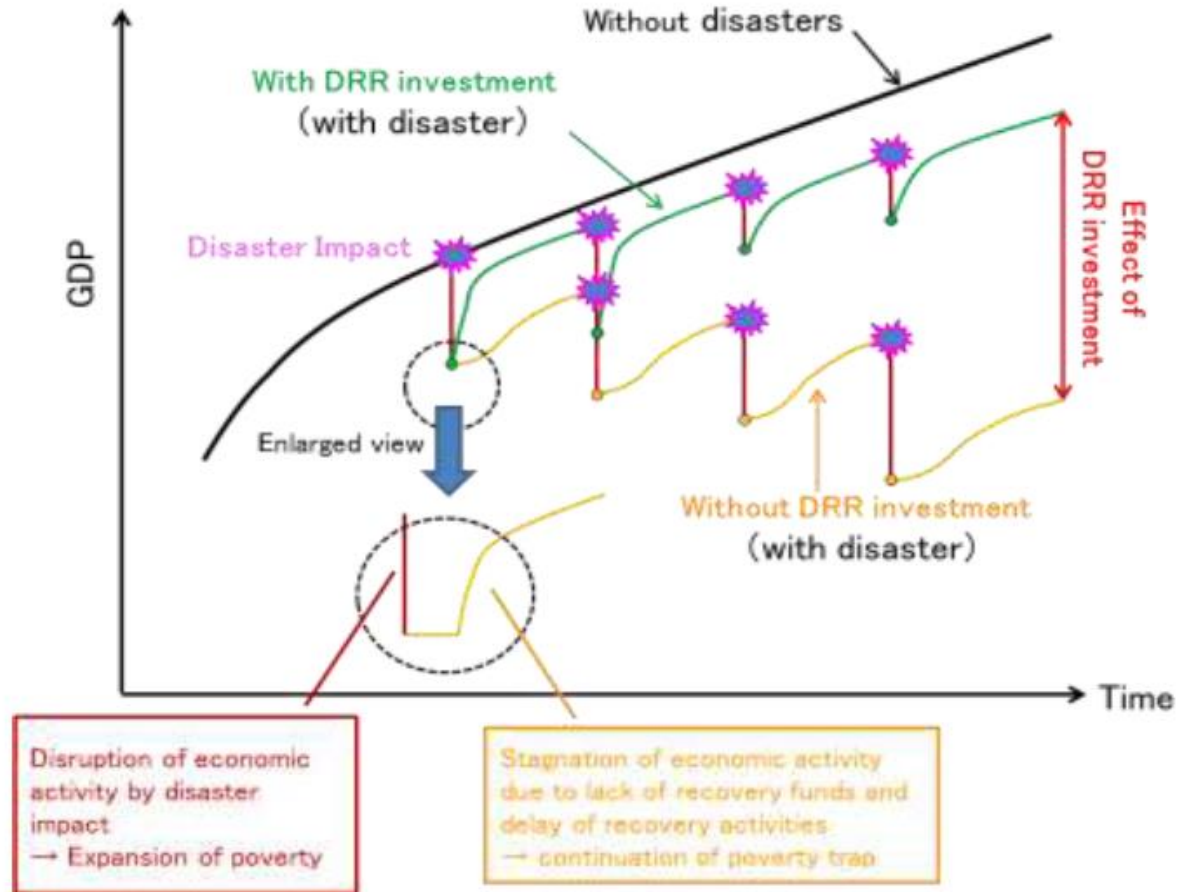 Without disasters
With DRR investment
(with disaster)
Disaster Impact
GDP
Effect of
DRR investment
Enlarged view
Without DRR investment
(with disaster)
Time
Disruption of economic
activity by disaster
impact
→ Expansion of poverty
Stagnation of economic activity
due to lack of recovery funds and
delay of recovery activities
→ continuation of poverty trap